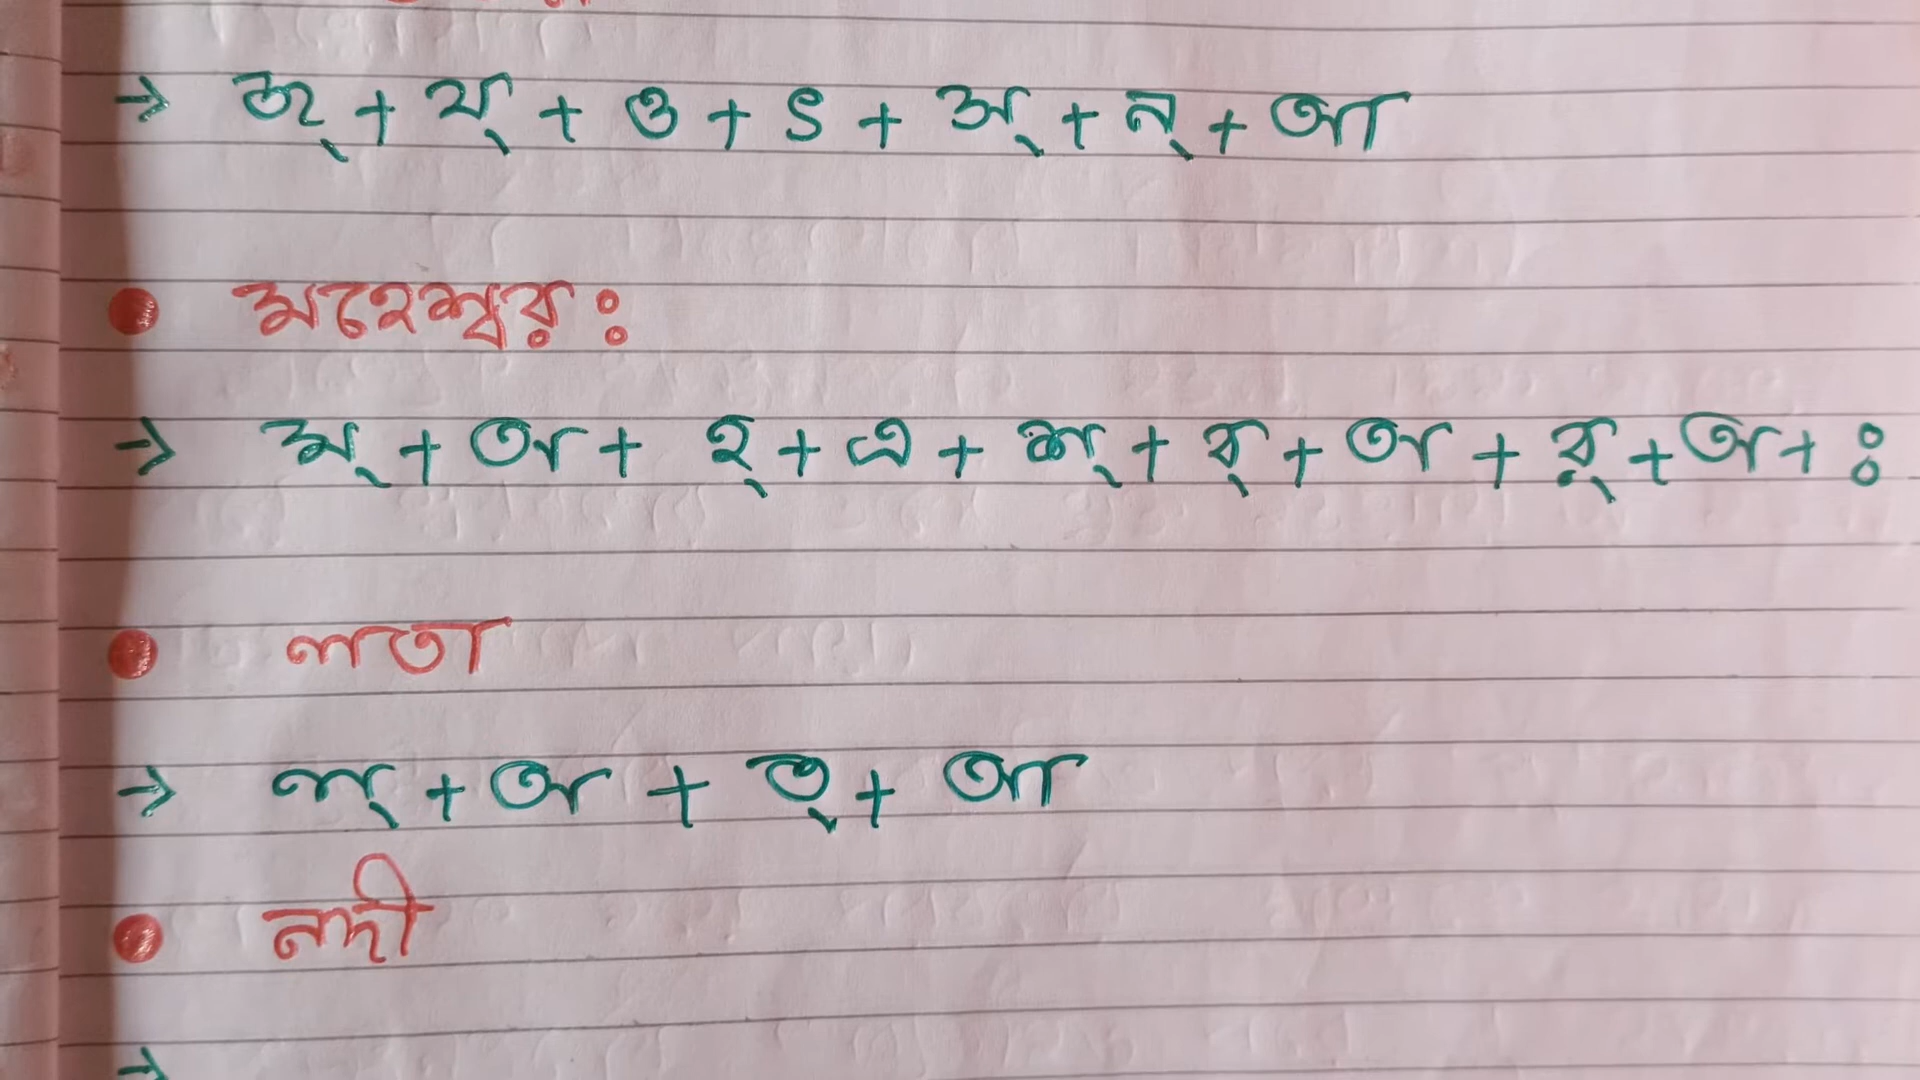 → জ্ + য্ + ও + ৎ + স্ + ন্ + আ
● মহেশ্বরঃ
→ ম্ + অ + হ্ + এ + শ্ + ব্ + অ + র্ + অ + ঃ
● লতা
→ ল্ + অ + ত্ + আ
● নদী
→